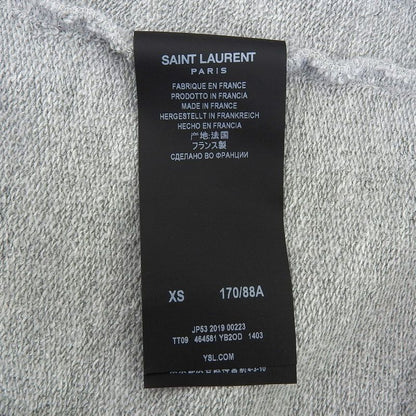 SAINT LAURENT
PARIS
FABRIQUE EN FRANCE
PRODOTTO IN FRANCIA
MADE IN FRANCE
HERGESTELLT IN FRANKREICH
HECHO EN FRANCIA
产地:法国
フランス製
СДЕЛАНО ВО ФРАНЦИИ
XS 170/88A
JP53 2019 00223
TT09 464581 YB2OD 1403
YSL.COM